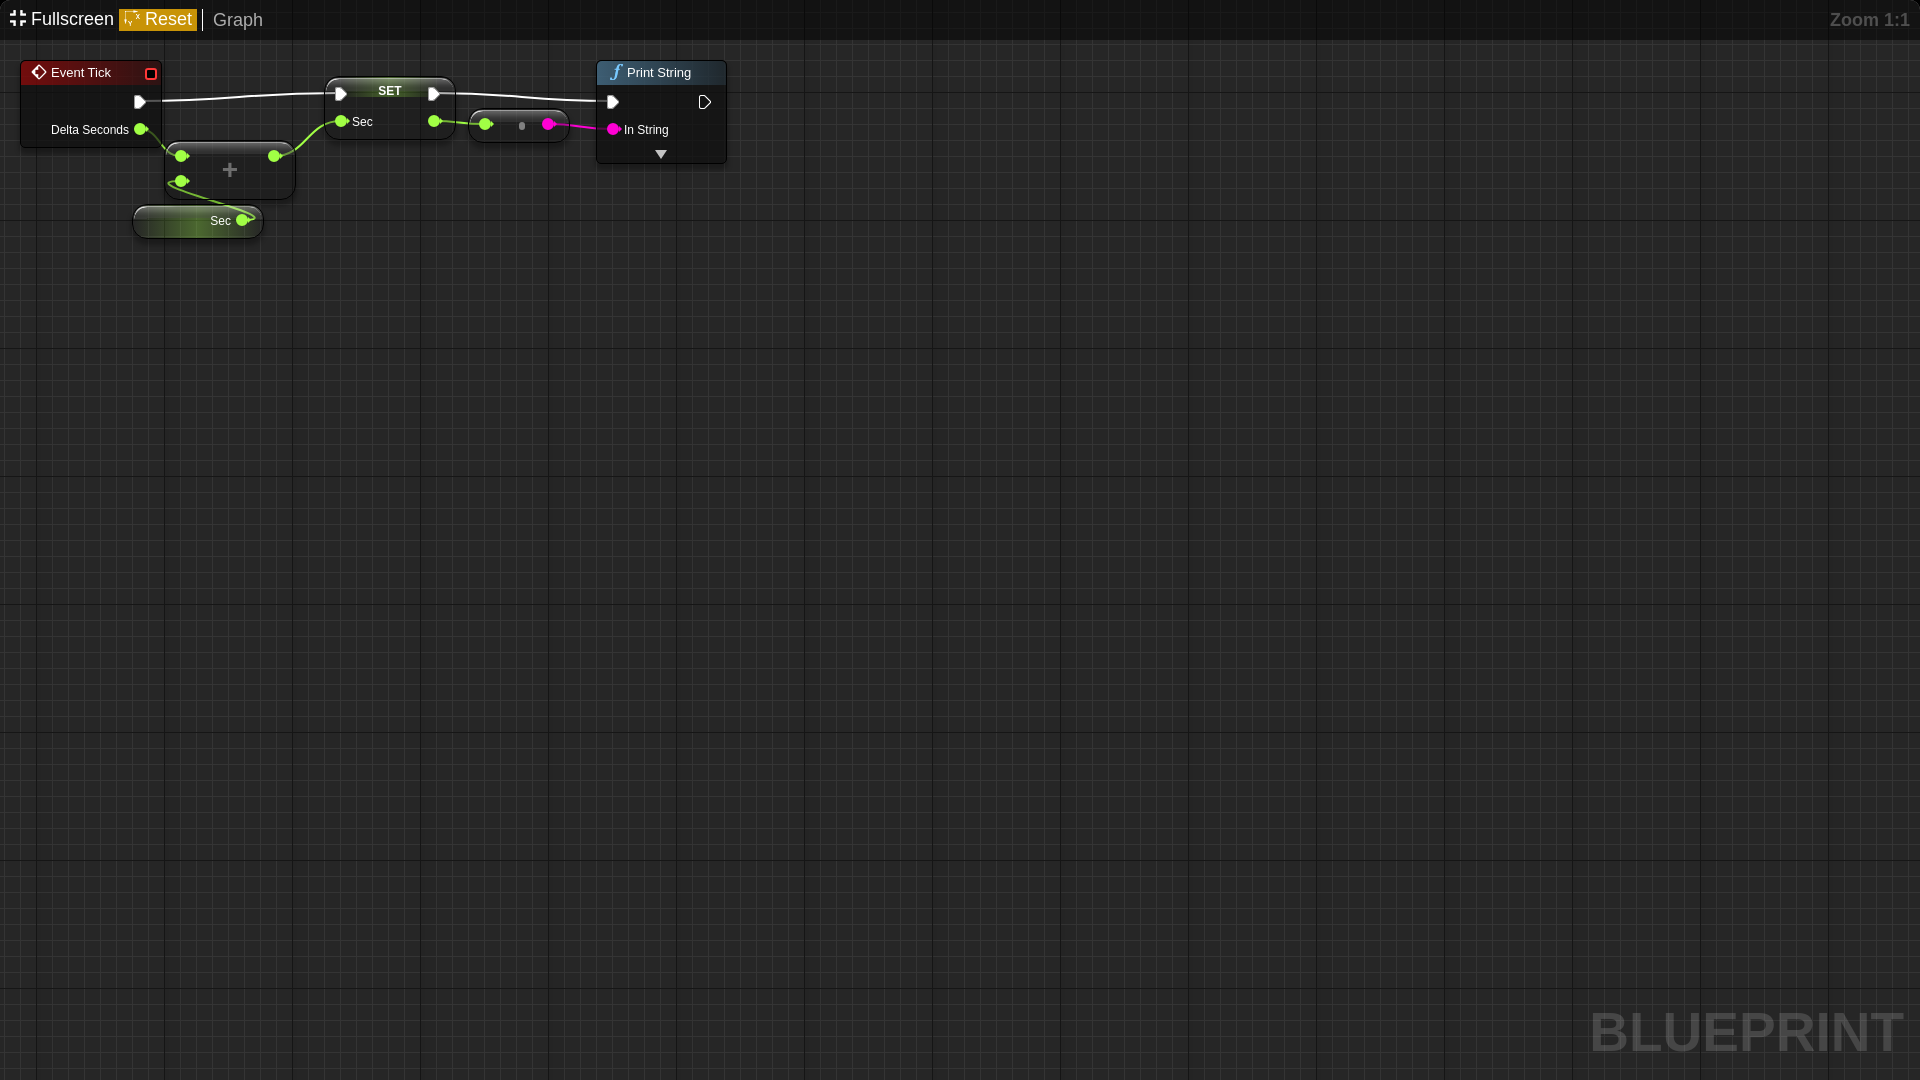 Fullscreen Reset Graph Zoom 1:1
Event Tick
Delta Seconds
SET
Sec
Print String
In String
+
Sec
BLUEPRINT